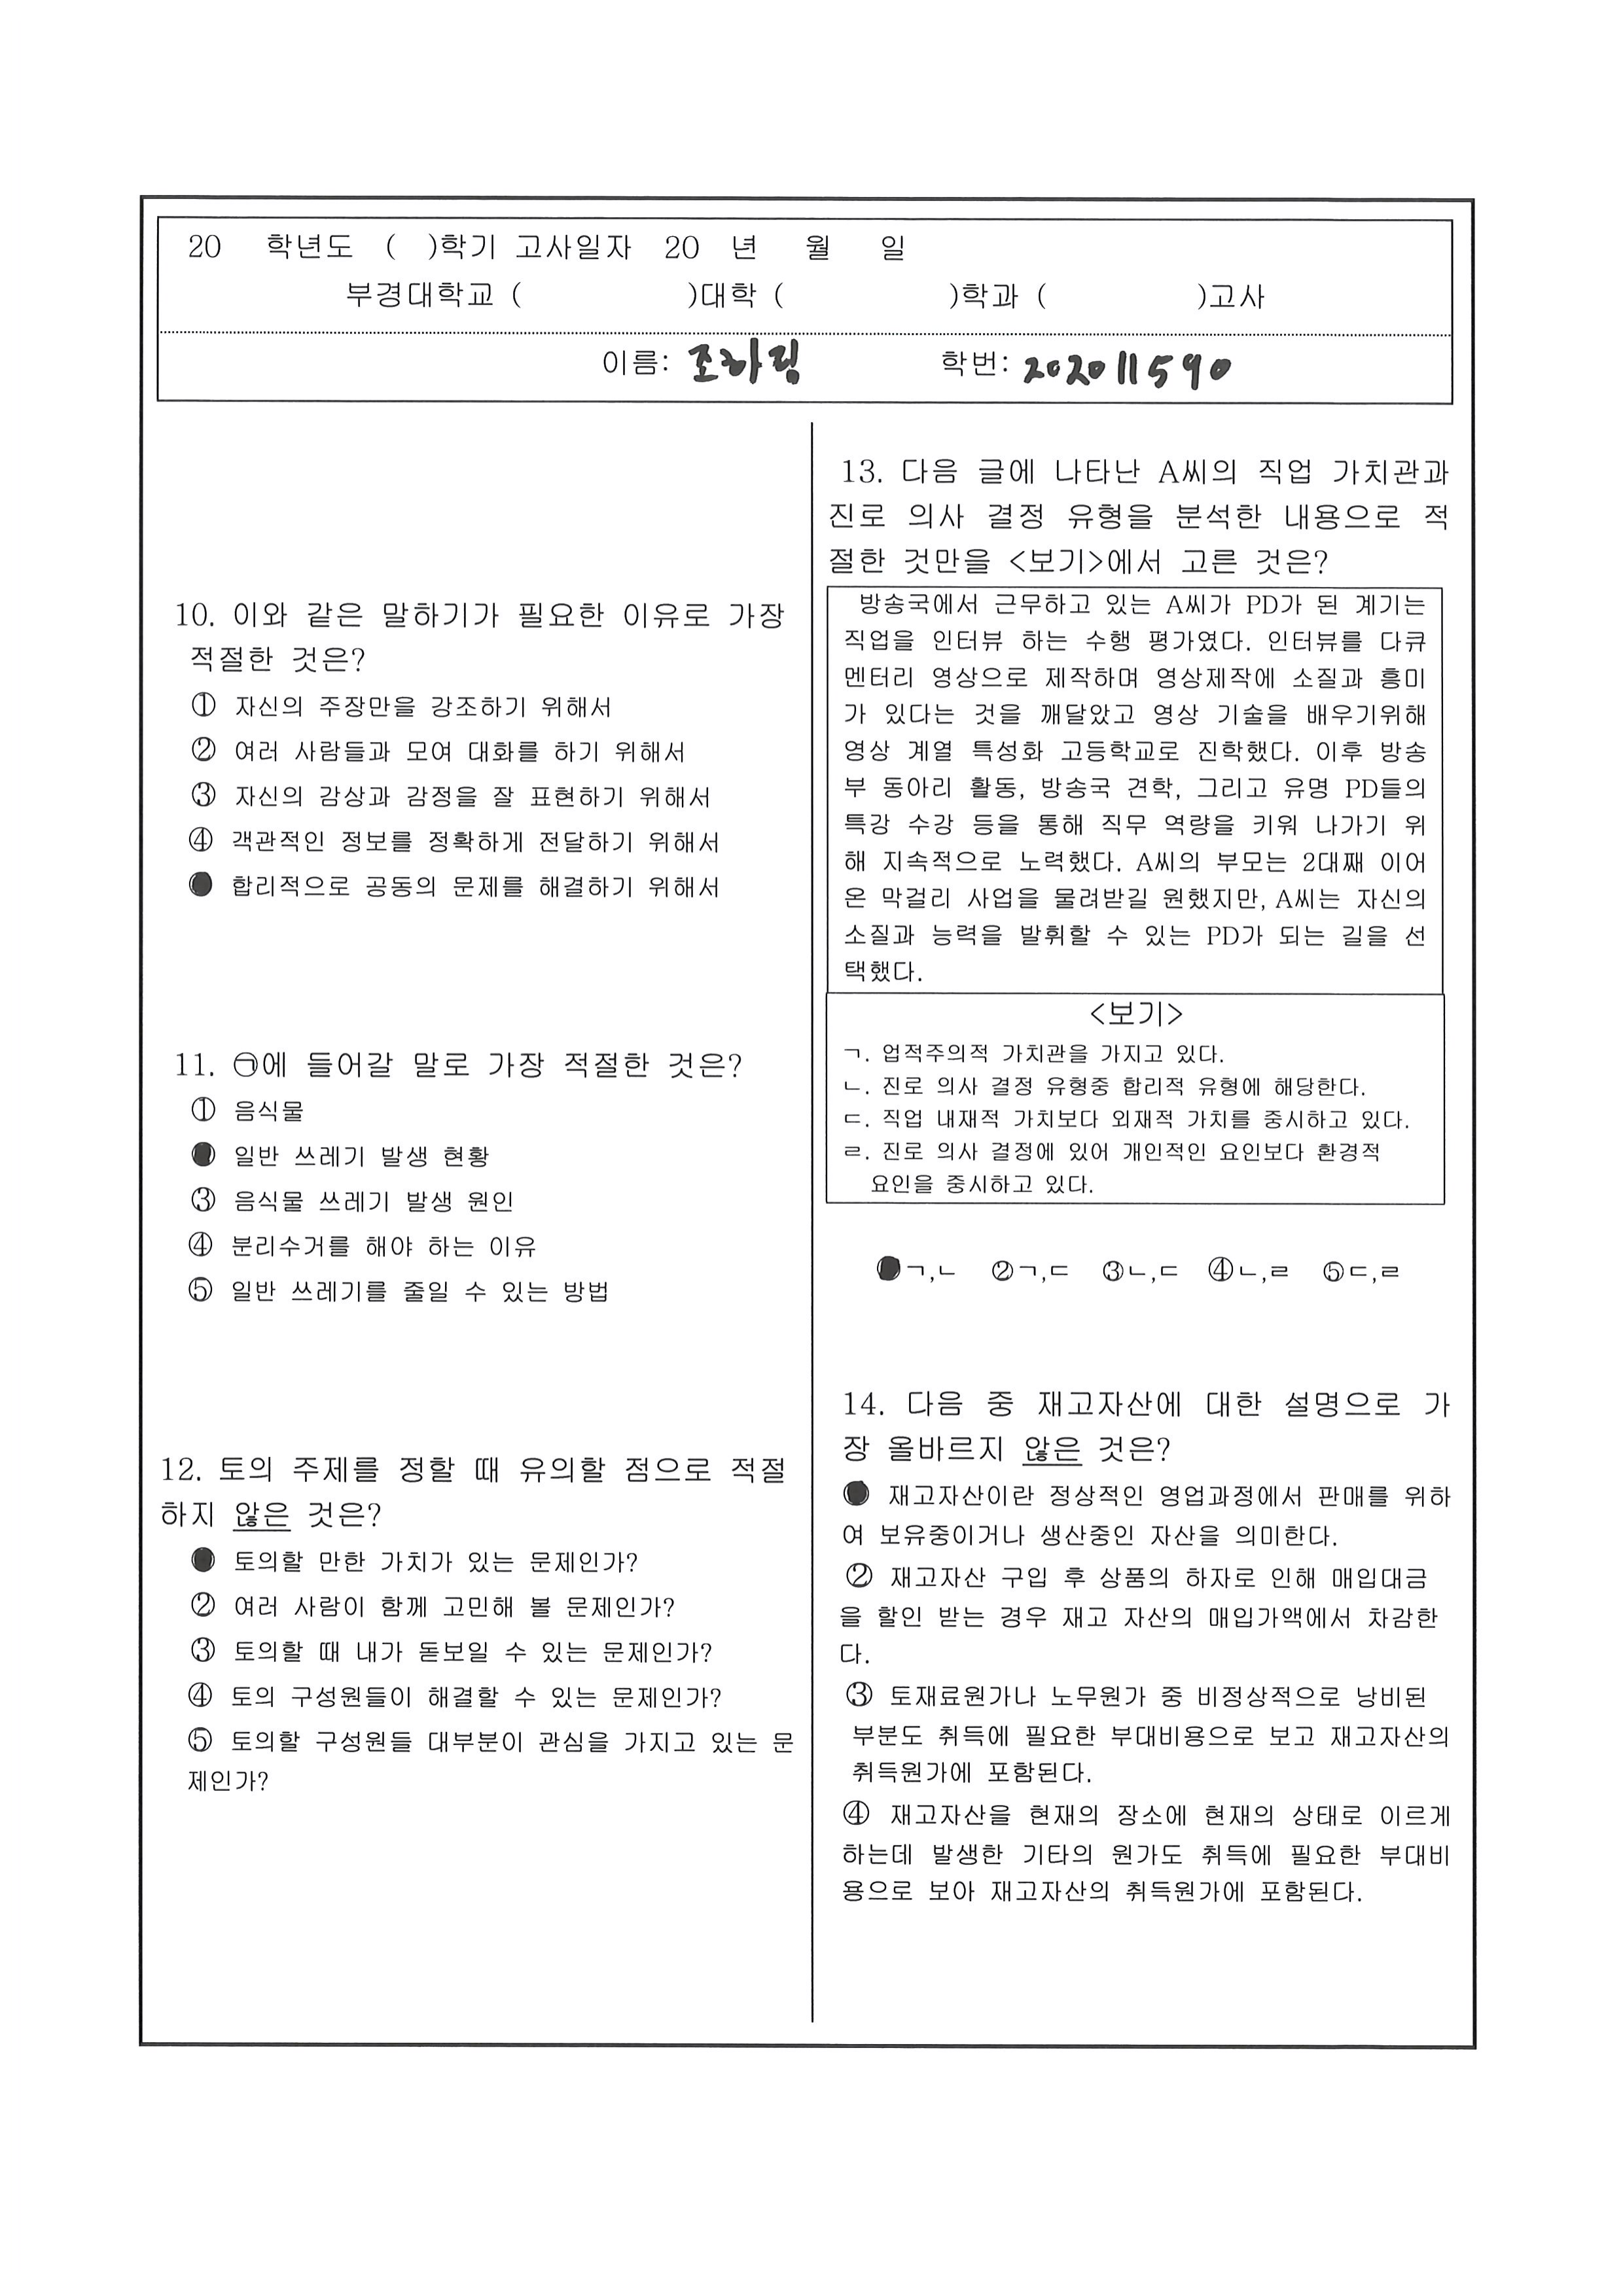 20 학년도 ( )학기 고사일자 20 년 월 일
부경대학교 ( )대학 ( )학과 ( )고사
이름: 조하림 학번: 202011590
10. 이와 같은 말하기가 필요한 이유로 가장
적절한 것은?
① 자신의 주장만을 강조하기 위해서
② 여러 사람들과 모여 대화를 하기 위해서
③ 자신의 감상과 감정을 잘 표현하기 위해서
④ 객관적인 정보를 정확하게 전달하기 위해서
● 합리적으로 공동의 문제를 해결하기 위해서
11. ㉠에 들어갈 말로 가장 적절한 것은?
① 음식물
● 일반 쓰레기 발생 현황
③ 음식물 쓰레기 발생 원인
④ 분리수거를 해야 하는 이유
⑤ 일반 쓰레기를 줄일 수 있는 방법
12. 토의 주제를 정할 때 유의할 점으로 적절
하지 않은 것은?
● 토의할 만한 가치가 있는 문제인가?
② 여러 사람이 함께 고민해 볼 문제인가?
③ 토의할 때 내가 돋보일 수 있는 문제인가?
④ 토의 구성원들이 해결할 수 있는 문제인가?
⑤ 토의할 구성원들 대부분이 관심을 가지고 있는 문
제인가?
13. 다음 글에 나타난 A씨의 직업 가치관과
진로 의사 결정 유형을 분석한 내용으로 적
절한 것만을 <보기>에서 고른 것은?
방송국에서 근무하고 있는 A씨가 PD가 된 계기는
직업을 인터뷰 하는 수행 평가였다. 인터뷰를 다큐
멘터리 영상으로 제작하며 영상제작에 소질과 흥미
가 있다는 것을 깨달았고 영상 기술을 배우기위해
영상 계열 특성화 고등학교로 진학했다. 이후 방송
부 동아리 활동, 방송국 견학, 그리고 유명 PD들의
특강 수강 등을 통해 직무 역량을 키워 나가기 위
해 지속적으로 노력했다. A씨의 부모는 2대째 이어
온 막걸리 사업을 물려받길 원했지만, A씨는 자신의
소질과 능력을 발휘할 수 있는 PD가 되는 길을 선
택했다.
<보기>
ㄱ. 업적주의적 가치관을 가지고 있다.
ㄴ. 진로 의사 결정 유형중 합리적 유형에 해당한다.
ㄷ. 직업 내재적 가치보다 외재적 가치를 중시하고 있다.
ㄹ. 진로 의사 결정에 있어 개인적인 요인보다 환경적
요인을 중시하고 있다.
●ㄱ,ㄴ ②ㄱ,ㄷ ③ㄴ,ㄷ ④ㄴ,ㄹ ⑤ㄷ,ㄹ
14. 다음 중 재고자산에 대한 설명으로 가
장 올바르지 않은 것은?
● 재고자산이란 정상적인 영업과정에서 판매를 위하
여 보유중이거나 생산중인 자산을 의미한다.
② 재고자산 구입 후 상품의 하자로 인해 매입대금
을 할인 받는 경우 재고 자산의 매입가액에서 차감한
다.
③ 토재료원가나 노무원가 중 비정상적으로 낭비된
부분도 취득에 필요한 부대비용으로 보고 재고자산의
취득원가에 포함된다.
④ 재고자산을 현재의 장소에 현재의 상태로 이르게
하는데 발생한 기타의 원가도 취득에 필요한 부대비
용으로 보아 재고자산의 취득원가에 포함된다.